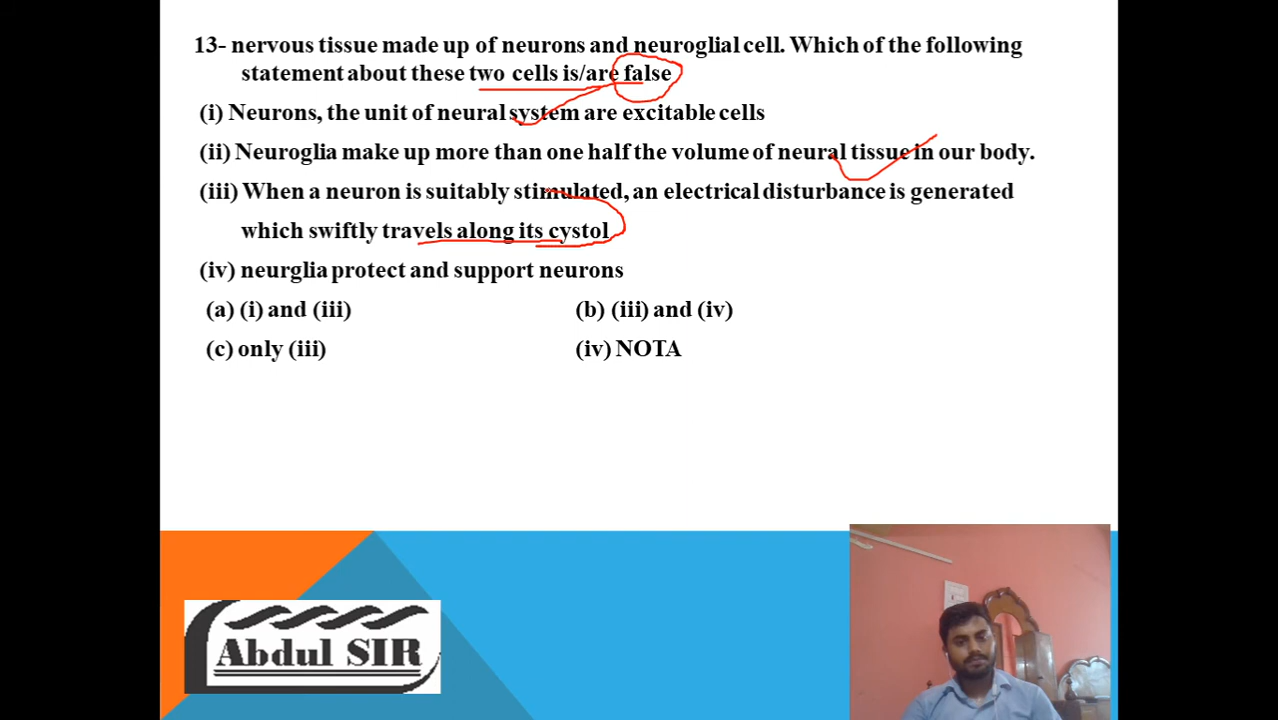 13- nervous tissue made up of neurons and neuroglial cell. Which of the following
statement about these two cells is/are false
(i) Neurons, the unit of neural system are excitable cells
(ii) Neuroglia make up more than one half the volume of neural tissue in our body.
(iii) When a neuron is suitably stimulated, an electrical disturbance is generated
which swiftly travels along its cystol
(iv) neurglia protect and support neurons
(a) (i) and (iii) (b) (iii) and (iv)
(c) only (iii) (iv) NOTA
Abdul SIR